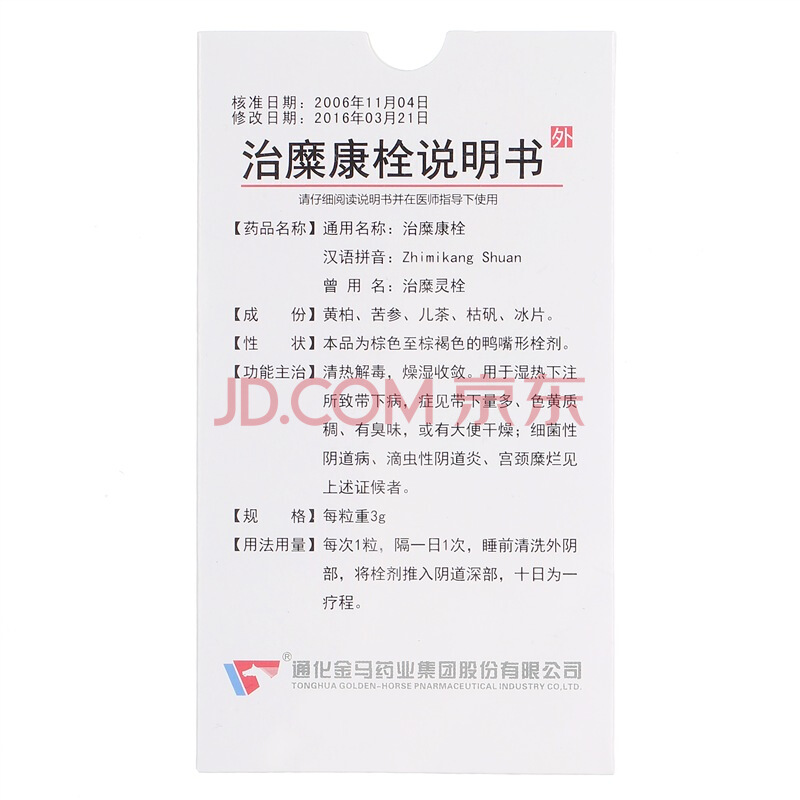 核准日期：2006年11月04日
修改日期：2016年03月21日
治糜康栓说明书
外
请仔细阅读说明书并在医师指导下使用
【药品名称】通用名称：治糜康栓
汉语拼音：Zhimikang Shuan
曾 用 名：治糜灵栓
【成 份】黄柏、苦参、儿茶、枯矾、冰片。
【性 状】本品为棕色至棕褐色的鸭嘴形栓剂。
【功能主治】清热解毒，燥湿收敛。用于湿热下注
所致带下病，症见带下量多、色黄质
稠、有臭味，或有大便干燥；细菌性
阴道病、滴虫性阴道炎、宫颈糜烂见
上述证候者。
JD.COM 京东
【规 格】每粒重3g
【用法用量】每次1粒，隔一日1次，睡前清洗外阴
部，将栓剂推入阴道深部，十日为一
疗程。
®通化金马药业集团股份有限公司
TONGHUA GOLDEN-HORSE PNARMACEUTICAL INDUSTRY CO,LTD.